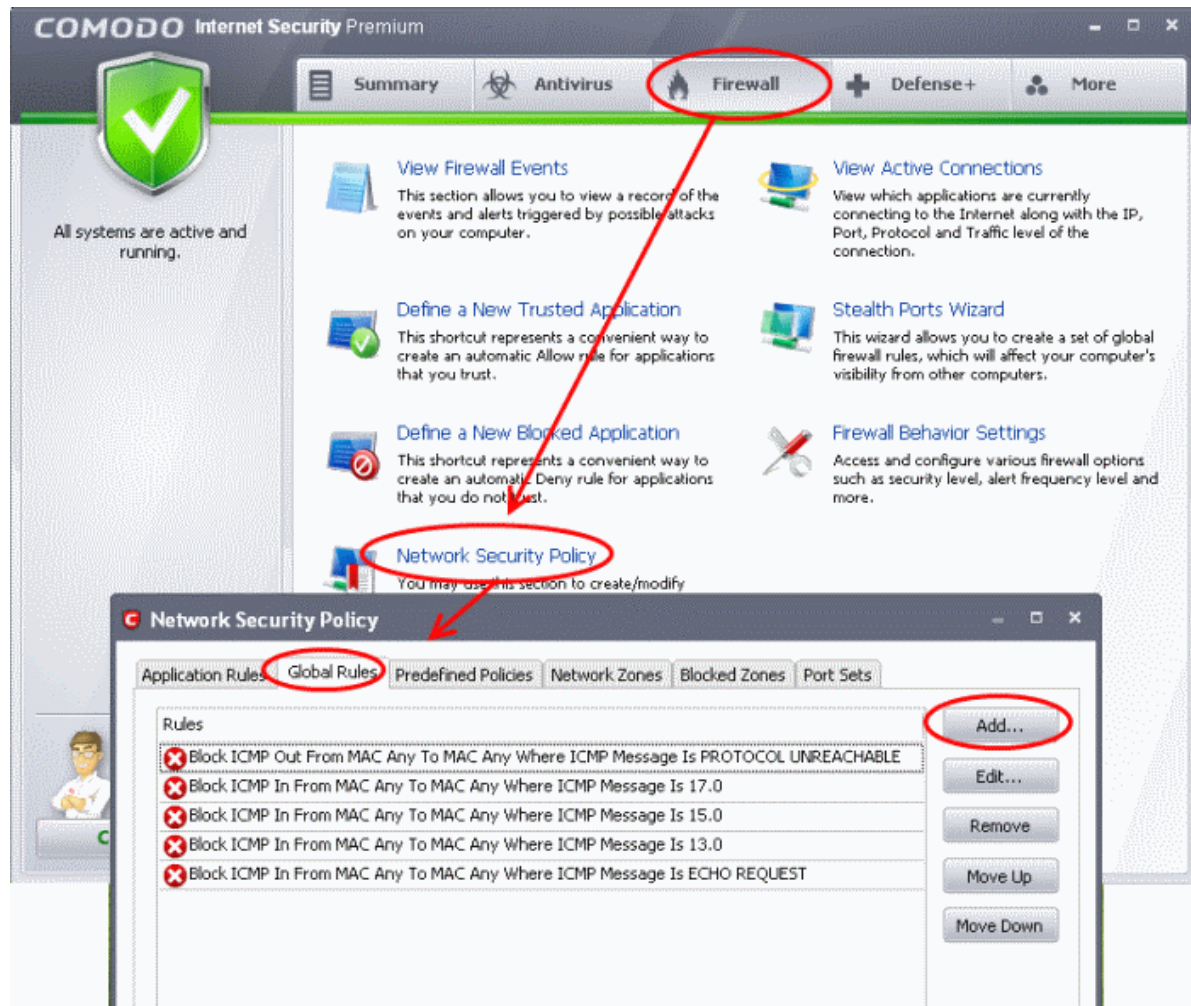 COMODO Internet Security Premium
Summary
Antivirus
Firewall
Defense+
More
All systems are active and
running.
View Firewall Events
This section allows you to view a record of the
events and alerts triggered by possible attacks
on your computer.
View Active Connections
View which applications are currently
connecting to the Internet along with the IP,
Port, Protocol and Traffic level of the
connection.
Define a New Trusted Application
This shortcut represents a convenient way to
create an automatic Allow rule for applications
that you trust.
Stealth Ports Wizard
This wizard allows you to create a set of global
firewall rules, which will affect your computer's
visibility from other computers.
Define a New Blocked Application
This shortcut represents a convenient way to
create an automatic Deny rule for applications
that you do not trust.
Firewall Behavior Settings
Access and configure various firewall options
such as security level, alert frequency level and
more.
Network Security Policy
You may use this section to create/modify
C
Network Security Policy
Application Rules
Global Rules
Predefined Policies
Network Zones
Blocked Zones
Port Sets
Rules
Block ICMP Out From MAC Any To MAC Any Where ICMP Message Is PROTOCOL UNREACHABLE
Block ICMP In From MAC Any To MAC Any Where ICMP Message Is 17.0
Block ICMP In From MAC Any To MAC Any Where ICMP Message Is 15.0
Block ICMP In From MAC Any To MAC Any Where ICMP Message Is 13.0
Block ICMP In From MAC Any To MAC Any Where ICMP Message Is ECHO REQUEST
Add...
Edit...
Remove
Move Up
Move Down